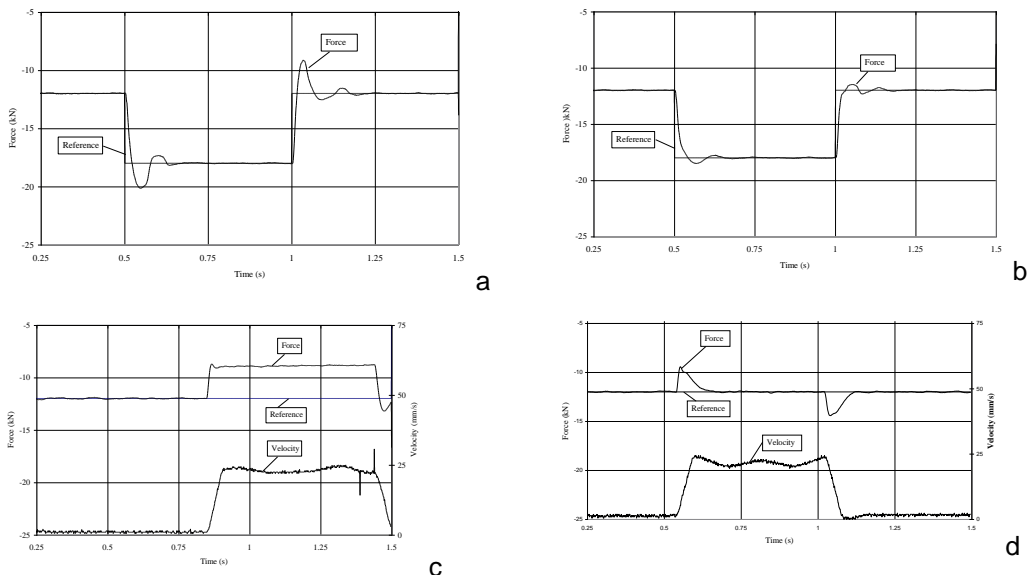 -5
Force
-10
Force (kN)
-15
Reference
-20
-25
0.25 0.5 0.75 1 1.25 1.5
Time (s)
a
-5
Force
-10
Force )kN)
-15
Reference
-20
-25
0.25 0.5 0.75 1 1.25 1.5
Time (s)
b
-5 75
Force
-10
50
Force (kN)
Reference
-15
Velocity (mm/s)
Velocity
25
-20
-25 0
0.25 0.5 0.75 1 1.25 1.5
Time (s)
c
-5 75
Force
-10
50
Reference
Force (kN)
-15
Velocity (mm/s)
Velocity
25
-20
-25 0
0.25 0.5 0.75 1 1.25 1.5
Time (s)
d